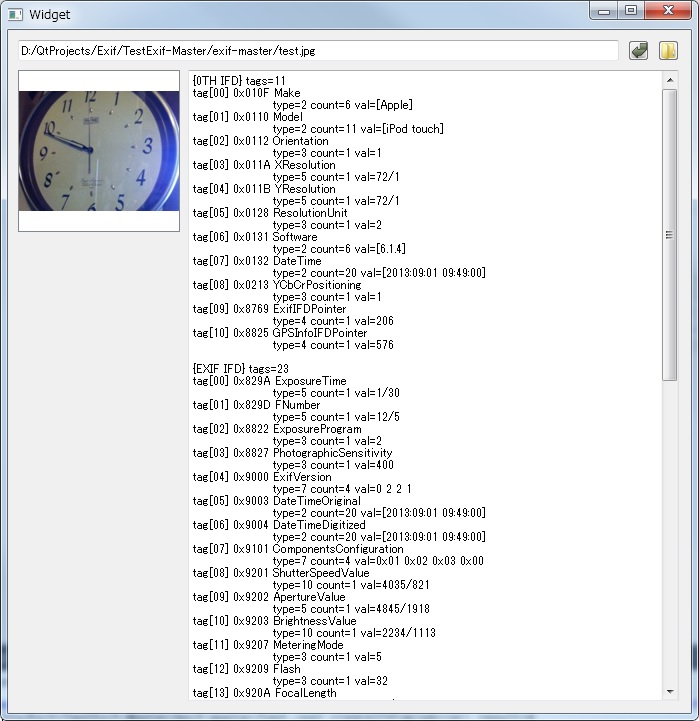 Widget
D:/QtProjects/Exif/TestExif-Master/exif-master/test.jpg
11 12 1
10 2
9 3
8 4
7 6 5
{0TH IFD} tags=11
tag[00] 0x010F Make
type=2 count=6 val=[Apple]
tag[01] 0x0110 Model
type=2 count=11 val=[iPod touch]
tag[02] 0x0112 Orientation
type=3 count=1 val=1
tag[03] 0x011A XResolution
type=5 count=1 val=72/1
tag[04] 0x011B YResolution
type=5 count=1 val=72/1
tag[05] 0x0128 ResolutionUnit
type=3 count=1 val=2
tag[06] 0x0131 Software
type=2 count=6 val=[6.1.4]
tag[07] 0x0132 DateTime
type=2 count=20 val=[2013:09:01 09:49:00]
tag[08] 0x0213 YCbCrPositioning
type=3 count=1 val=1
tag[09] 0x8769 ExifIFDPointer
type=4 count=1 val=206
tag[10] 0x8825 GPSInfoIFDPointer
type=4 count=1 val=576
{EXIF IFD} tags=23
tag[00] 0x829A ExposureTime
type=5 count=1 val=1/30
tag[01] 0x829D FNumber
type=5 count=1 val=12/5
tag[02] 0x8822 ExposureProgram
type=3 count=1 val=2
tag[03] 0x8827 PhotographicSensitivity
type=3 count=1 val=400
tag[04] 0x9000 ExifVersion
type=7 count=4 val=0 2 2 1
tag[05] 0x9003 DateTimeOriginal
type=2 count=20 val=[2013:09:01 09:49:00]
tag[06] 0x9004 DateTimeDigitized
type=2 count=20 val=[2013:09:01 09:49:00]
tag[07] 0x9101 ComponentsConfiguration
type=7 count=4 val=0x01 0x02 0x03 0x00
tag[08] 0x9201 ShutterSpeedValue
type=10 count=1 val=4035/821
tag[09] 0x9202 ApertureValue
type=5 count=1 val=4845/1918
tag[10] 0x9203 BrightnessValue
type=10 count=1 val=2234/1113
tag[11] 0x9207 MeteringMode
type=3 count=1 val=5
tag[12] 0x9209 Flash
type=3 count=1 val=32
tag[13] 0x920A FocalLength